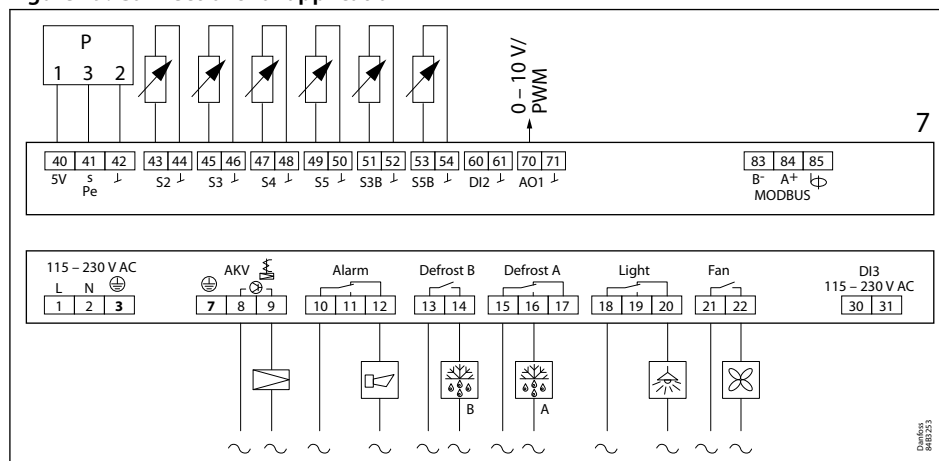 P
1 3 2
0 – 10 V/
PWM
7
40 41 42 43 44 45 46 47 48 49 50 51 52 53 54 60 61 70 71 83 84 85
5V s S2 S3 S4 S5 S3B S5B DI2 AO1 B- A+
Pe MODBUS
115 – 230 V AC AKV Alarm Defrost B Defrost A Light Fan DI3
L N 115 – 230 V AC
1 2 3 7 8 9 10 11 12 13 14 15 16 17 18 19 20 21 22 30 31
B A
Danfoss
84B3253